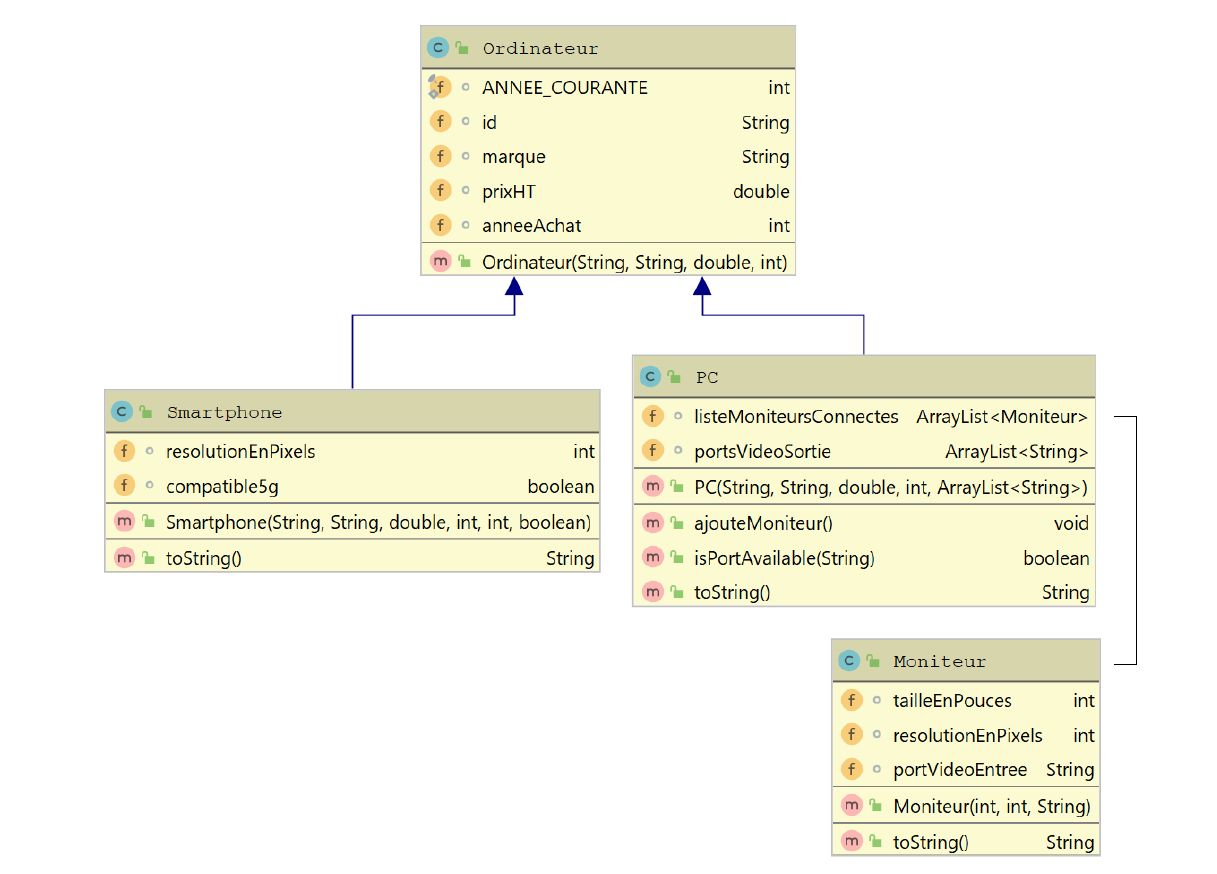 Ordinateur
ANNEE_COURANTE int
id String
marque String
prixHT double
anneeAchat int
Ordinateur(String, String, double, int)
Smartphone
resolutionEnPixels int
compatible5g boolean
Smartphone(String, String, double, int, int, boolean)
toString() String
PC
listeMoniteursConnectes ArrayList<Moniteur>
portsVideoSortie ArrayList<String>
PC(String, String, double, int, ArrayList<String>)
ajouteMoniteur() void
isPortAvailable(String) boolean
toString() String
Moniteur
tailleEnPouces int
resolutionEnPixels int
portVideoEntree String
Moniteur(int, int, String)
toString() String